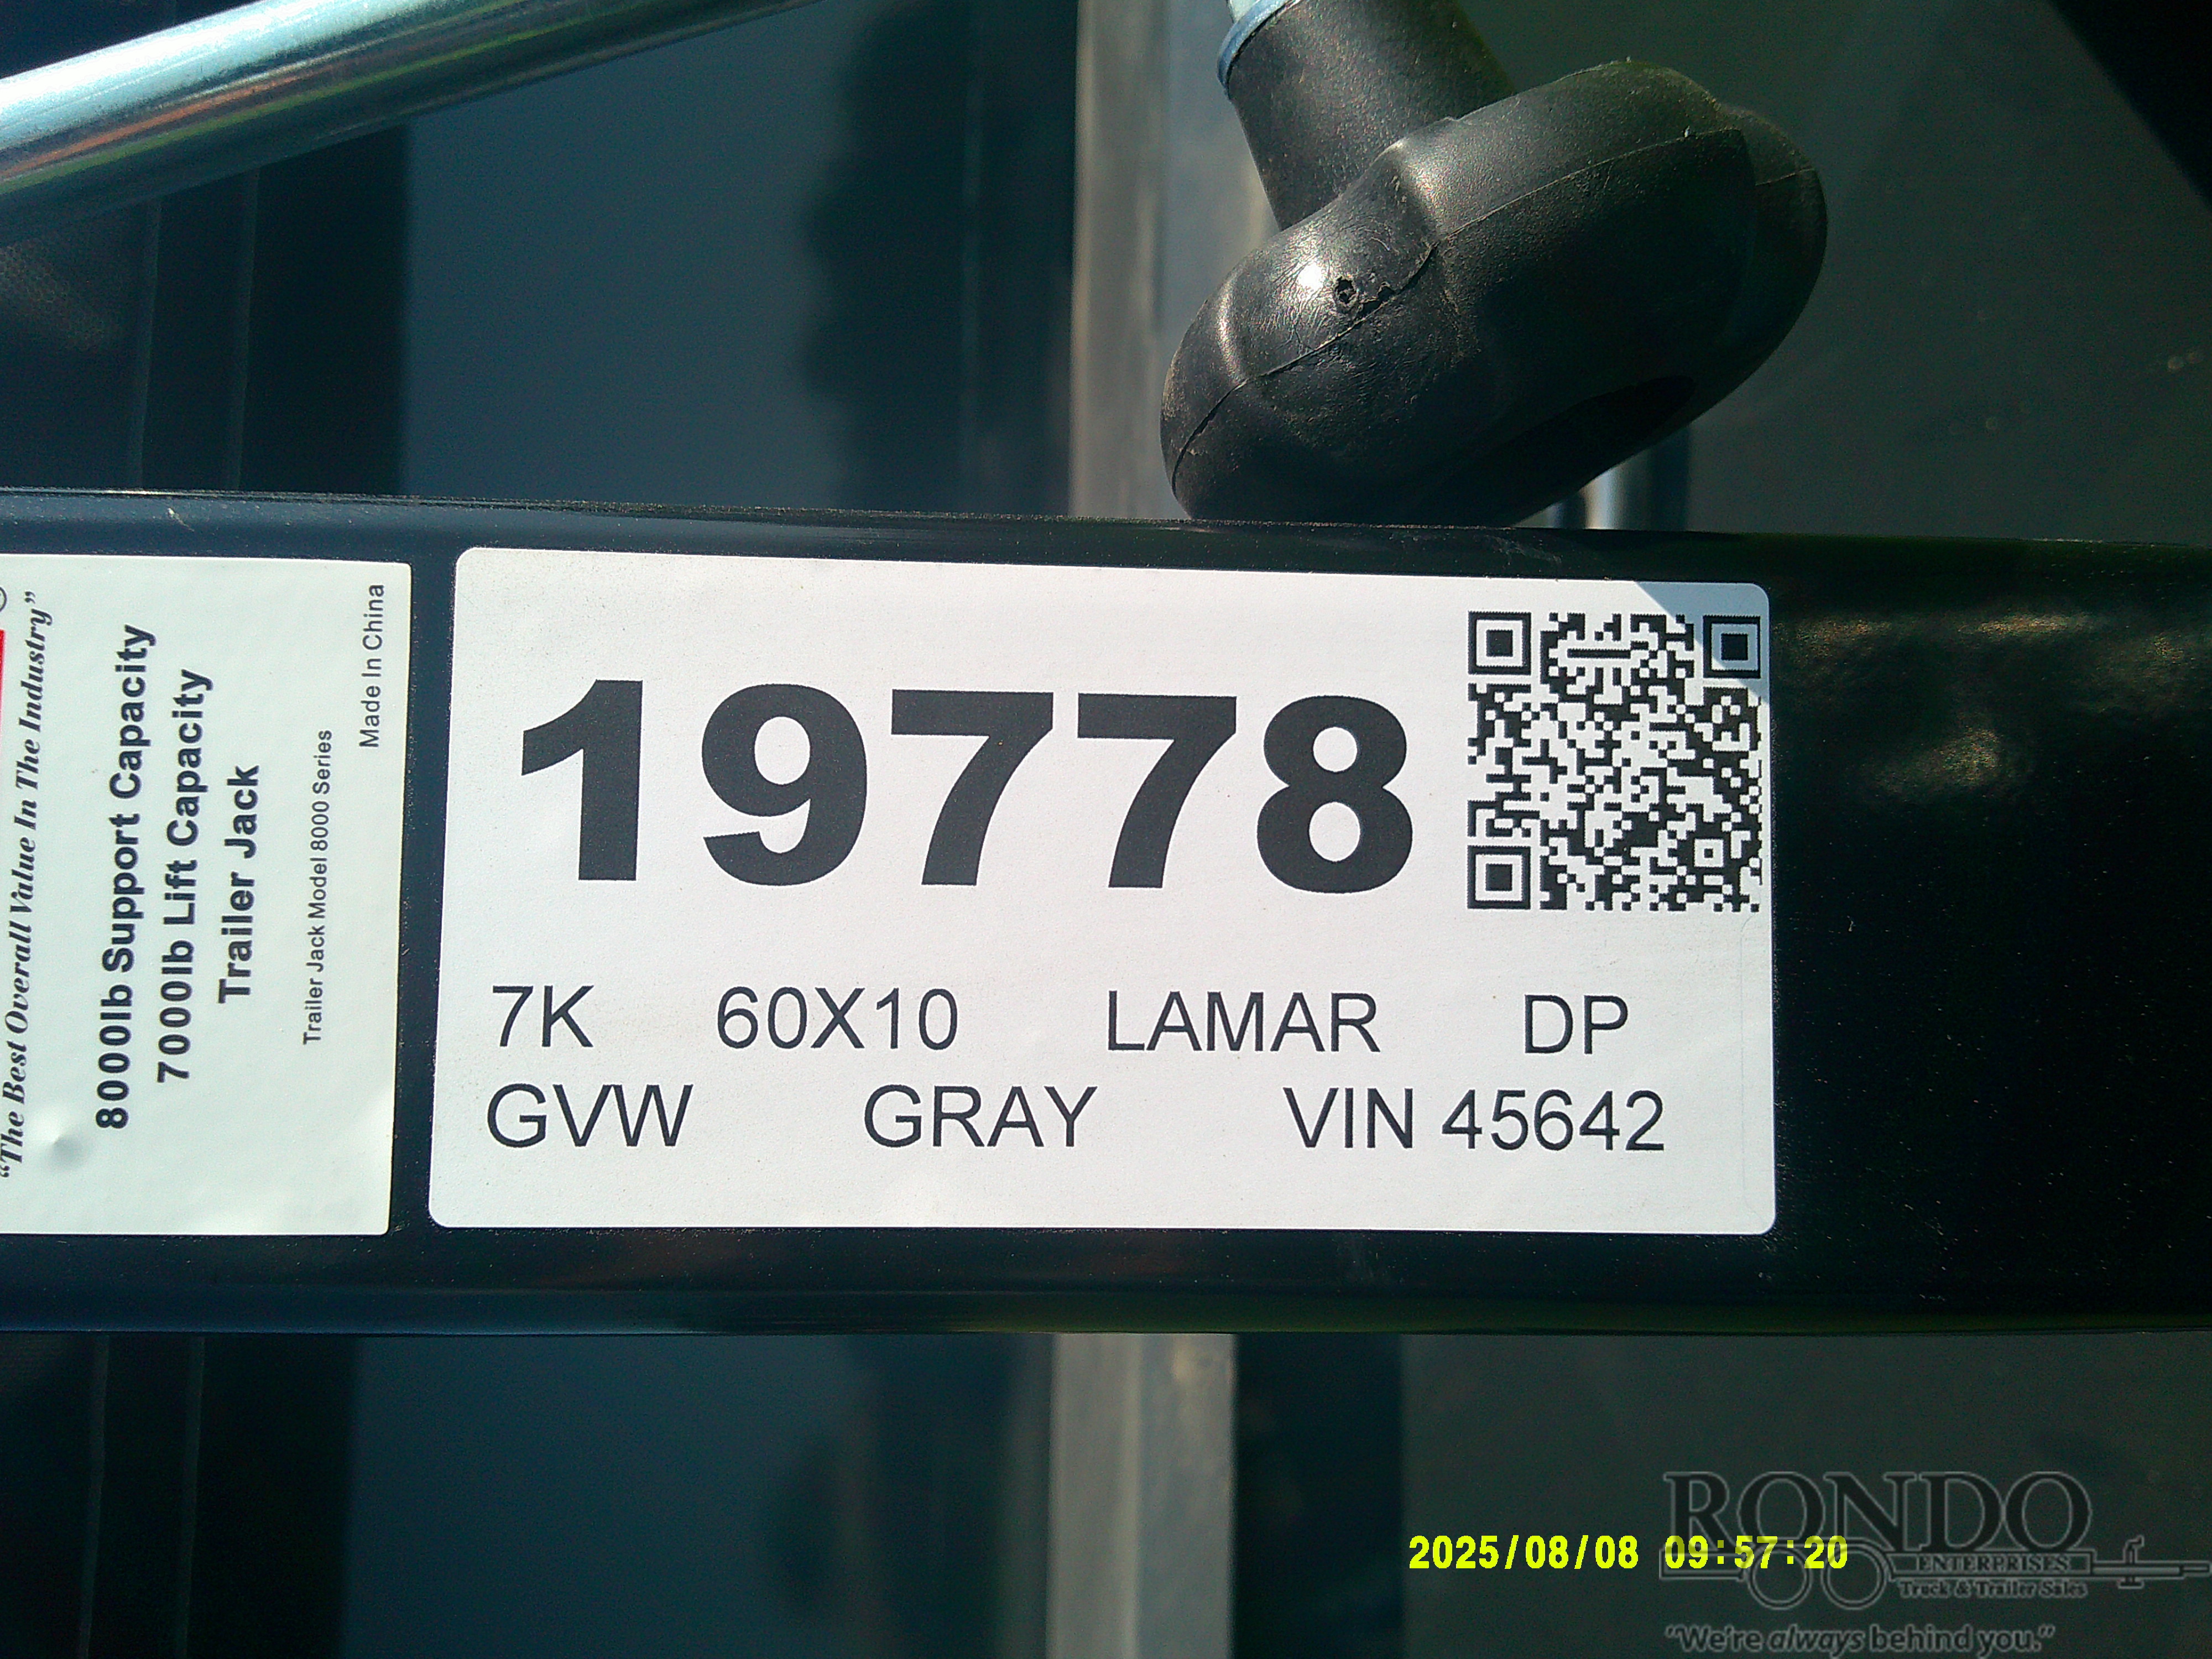 “The Best Overall Value In The Industry”
8000lb Support Capacity
7000lb Lift Capacity
Trailer Jack
Trailer Jack Model 8000 Series
Made In China
19778
7K 60X10 LAMAR DP
GVW GRAY VIN 45642
2025/08/08 09:57:20
RONDO
ENTERPRISES
Truck & Trailer Sales
“We're always behind you.”